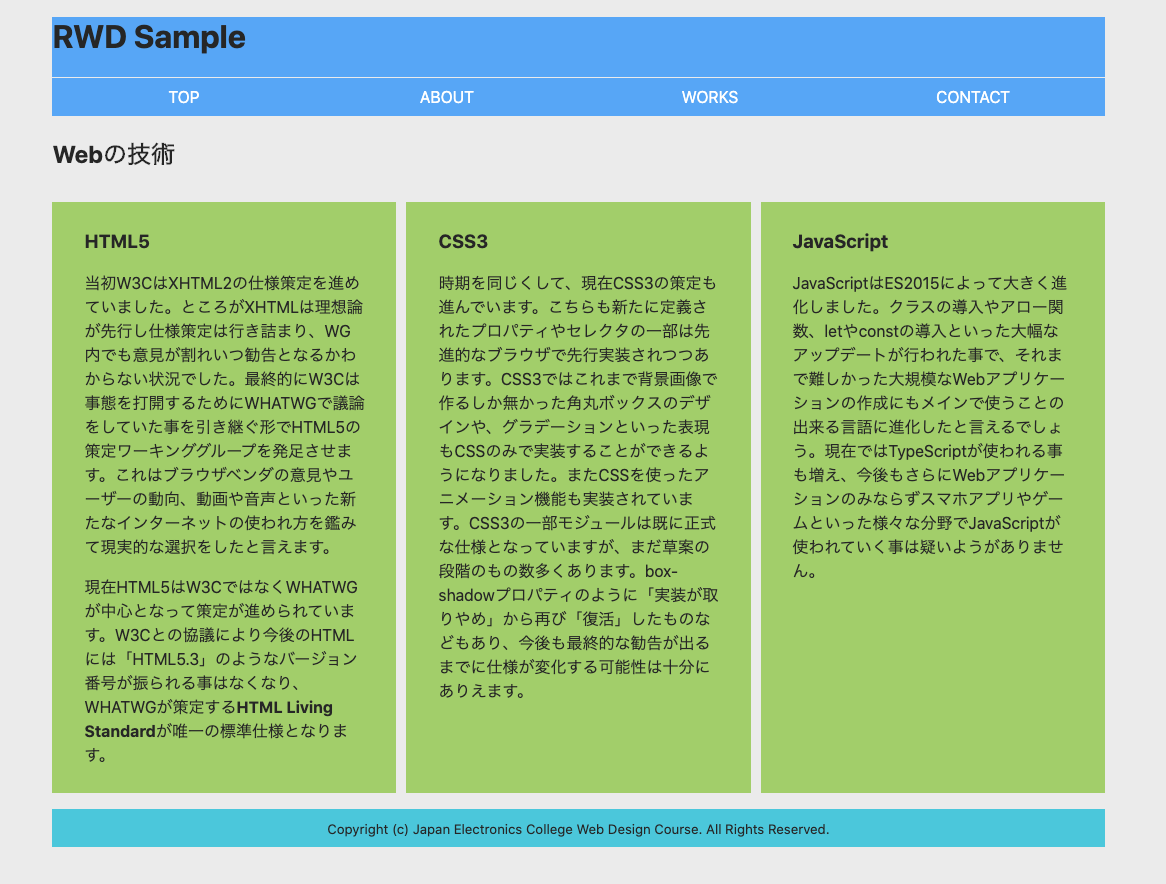 RWD Sample
TOP
ABOUT
WORKS
CONTACT
Webの技術
HTML5
当初W3CはXHTML2の仕様策定を進め
ていました。ところがXHTMLは理想論
が先行し仕様策定は行き詰まり、WG
内でも意見が割れいつ勧告となるかわ
からない状況でした。最終的にW3Cは
事態を打開するためにWHATWGで議論
をしていた事を引き継ぐ形でHTML5の
策定ワーキンググループを発足させま
す。これはブラウザベンダの意見やユ
ーザーの動向、動画や音声といった新
たなインターネットの使われ方を鑑み
て現実的な選択をしたと言えます。
現在HTML5はW3CではなくWHATWG
が中心となって策定が進められていま
す。W3Cとの協議により今後のHTML
には「HTML5.3」のようなバージョン
番号が振られる事はなくなり、
WHATWGが策定するHTML Living
Standardが唯一の標準仕様となりま
す。
CSS3
時期を同じくして、現在CSS3の策定も
進んでいます。こちらも新たに定義さ
れたプロパティやセレクタの一部は先
進的なブラウザで先行実装されつつあ
ります。CSS3ではこれまで背景画像で
作るしか無かった角丸ボックスのデザ
インや、グラデーションといった表現
もCSSのみで実装することができるよ
うになりました。またCSSを使ったア
ニメーション機能も実装されていま
す。CSS3の一部モジュールは既に正式
な仕様となっていますが、まだ草案の
段階のもの数多くあります。box-
shadowプロパティのように「実装が取
りやめ」から再び「復活」したものな
どもあり、今後も最終的な勧告が出る
までに仕様が変化する可能性は十分に
ありえます。
JavaScript
JavaScriptはES2015によって大きく進
化しました。クラスの導入やアロー関
数、letやconstの導入といった大幅な
アップデートが行われた事で、それま
で難しかった大規模なWebアプリケー
ションの作成にもメインで使うことの
出来る言語に進化したと言えるでしょ
う。現在ではTypeScriptが使われる事
も増え、今後もさらにWebアプリケー
ションのみならずスマホアプリやゲー
ムといった様々な分野でJavaScriptが
使われていく事は疑いようがありませ
ん。
Copyright (c) Japan Electronics College Web Design Course. All Rights Reserved.